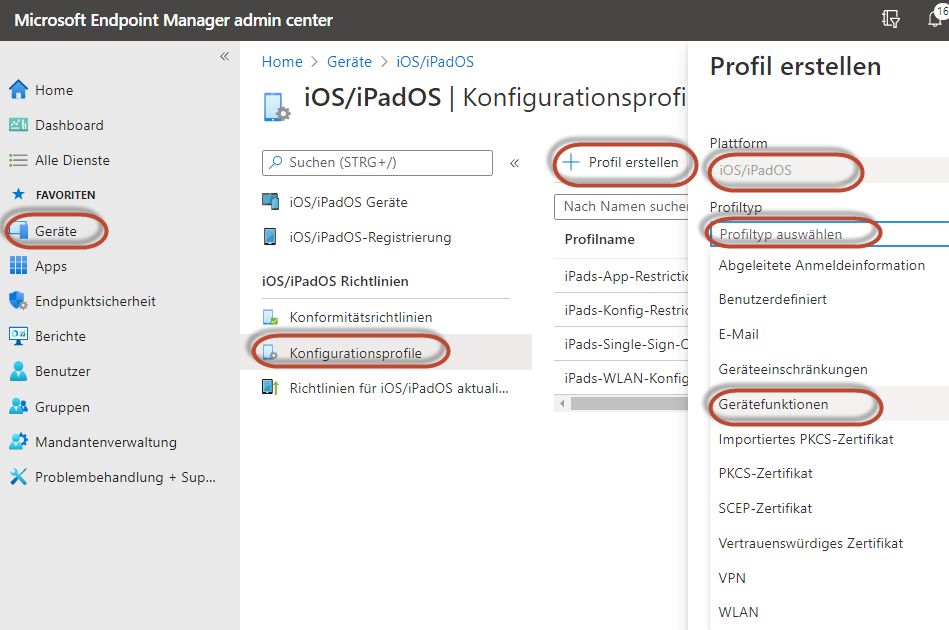 Microsoft Endpoint Manager admin center
16
Home
Dashboard
Alle Dienste
FAVORITEN
Geräte
Apps
Endpunktsicherheit
Berichte
Benutzer
Gruppen
Mandantenverwaltung
Problembehandlung + Sup...
Home > Geräte > iOS/iPadOS
iOS/iPadOS | Konfigurationsprofi
Suchen (STRG+/)
iOS/iPadOS Geräte
iOS/iPadOS-Registrierung
iOS/iPadOS Richtlinien
Konformitätsrichtlinien
Konfigurationsprofile
Richtlinien für iOS/iPadOS aktuali...
Profil erstellen
Nach Namen sucher
Profilname
iPads-App-Restrictio
iPads-Konfig-Restric
iPads-Single-Sign-O
iPads-WLAN-Konfig
Profil erstellen
Plattform
iOS/iPadOS
Profiltyp
Profiltyp auswählen
Abgeleitete Anmeldeinformation
Benutzerdefiniert
E-Mail
Geräteeinschränkungen
Gerätefunktionen
Importiertes PKCS-Zertifikat
PKCS-Zertifikat
SCEP-Zertifikat
Vertrauenswürdiges Zertifikat
VPN
WLAN